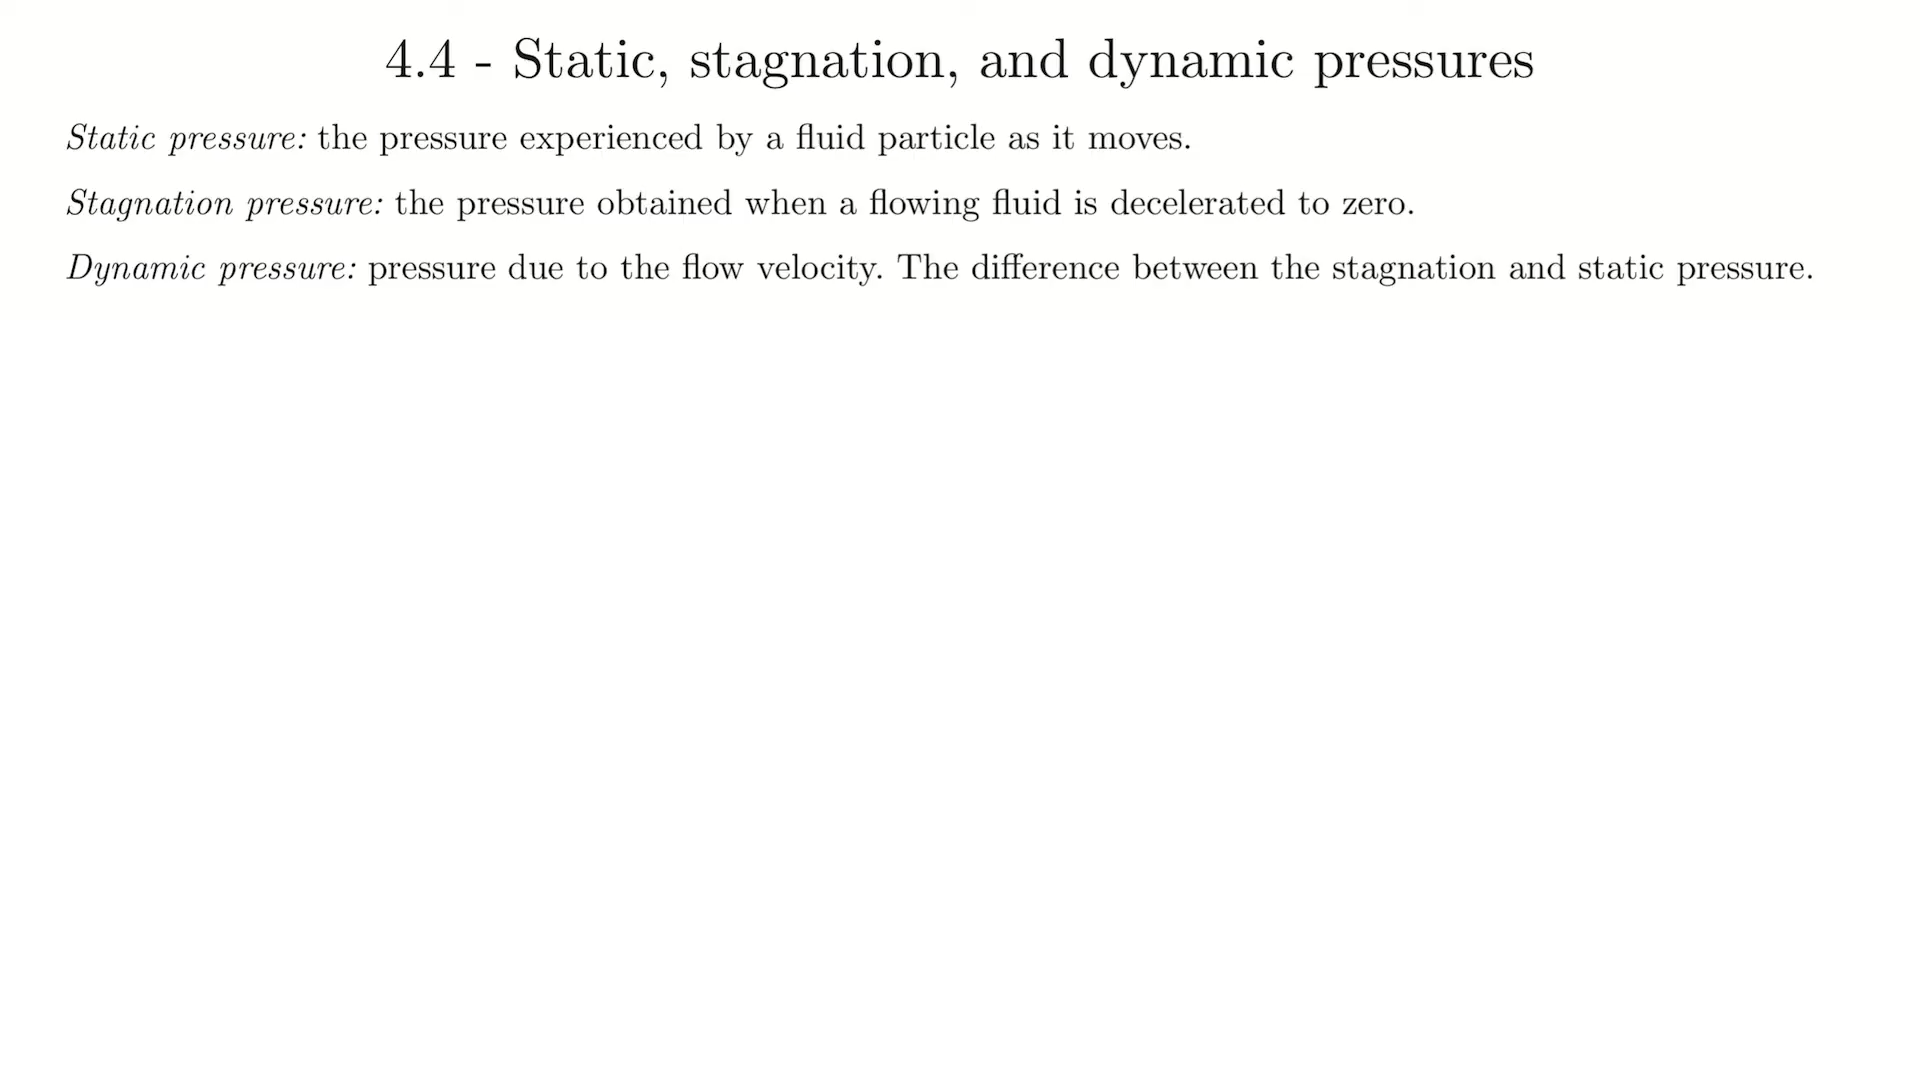 4.4 - Static, stagnation, and dynamic pressures
Static pressure: the pressure experienced by a fluid particle as it moves.
Stagnation pressure: the pressure obtained when a flowing fluid is decelerated to zero.
Dynamic pressure: pressure due to the flow velocity. The difference between the stagnation and static pressure.